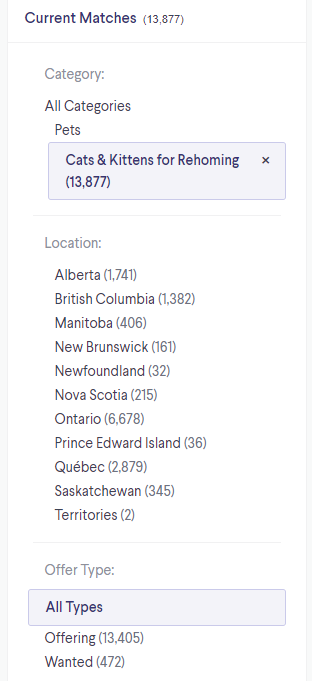 Current Matches (13,877)
Category:
All Categories
Pets
Cats & Kittens for Rehoming ×
(13,877)
Location:
Alberta (1,741)
British Columbia (1,382)
Manitoba (406)
New Brunswick (161)
Newfoundland (32)
Nova Scotia (215)
Ontario (6,678)
Prince Edward Island (36)
Québec (2,879)
Saskatchewan (345)
Territories (2)
Offer Type:
All Types
Offering (13,405)
Wanted (472)